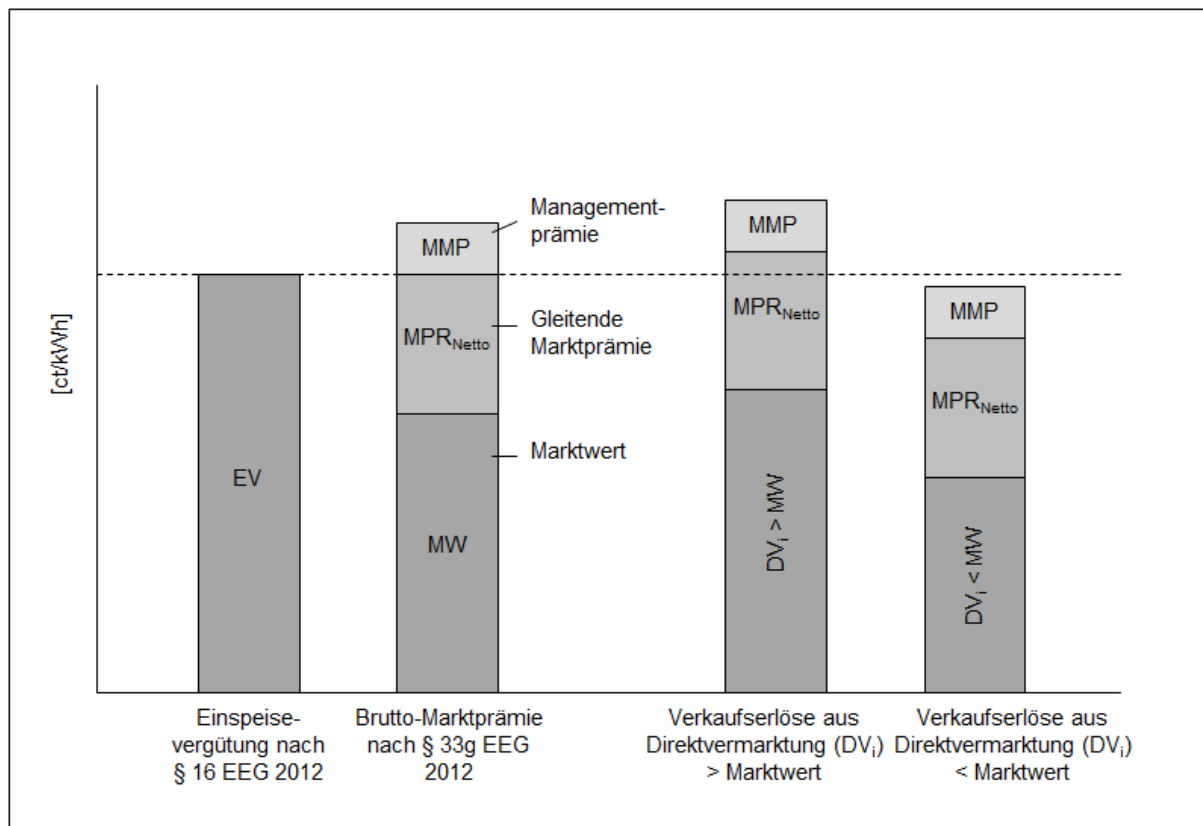 [ct/kWh]
EV
MMP
MPRNetto
MW
Management-
prämie
Gleitende
Marktprämie
Marktwert
MMP
MPRNetto
DVi > MW
MMP
MPRNetto
DVi < MW
Einspeise-
vergütung nach
§ 16 EEG 2012
Brutto-Marktprämie
nach § 33g EEG
2012
Verkaufserlöse aus
Direktvermarktung (DVi)
> Marktwert
Verkaufserlöse aus
Direktvermarktung (DVi)
< Marktwert